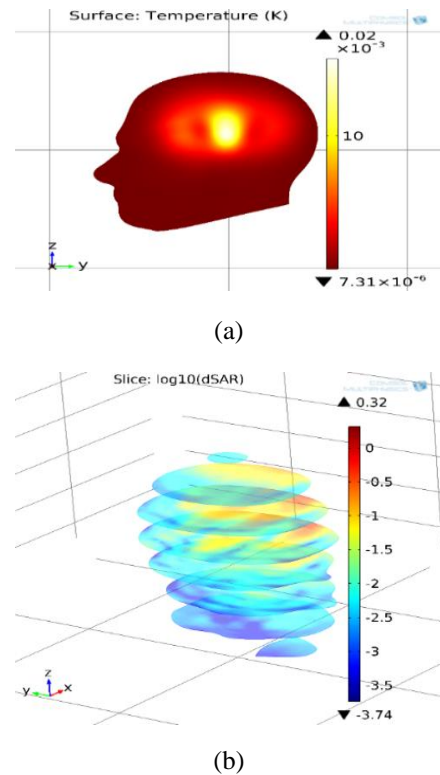 Surface: Temperature (K)
▲ 0.02
×10⁻³
10
z
y
▼ 7.31×10⁻⁶
(a)
Slice: log10(dSAR)
▲ 0.32
0
-0.5
-1
-1.5
-2
-2.5
-3
-3.5
z
y x
▼ -3.74
(b)